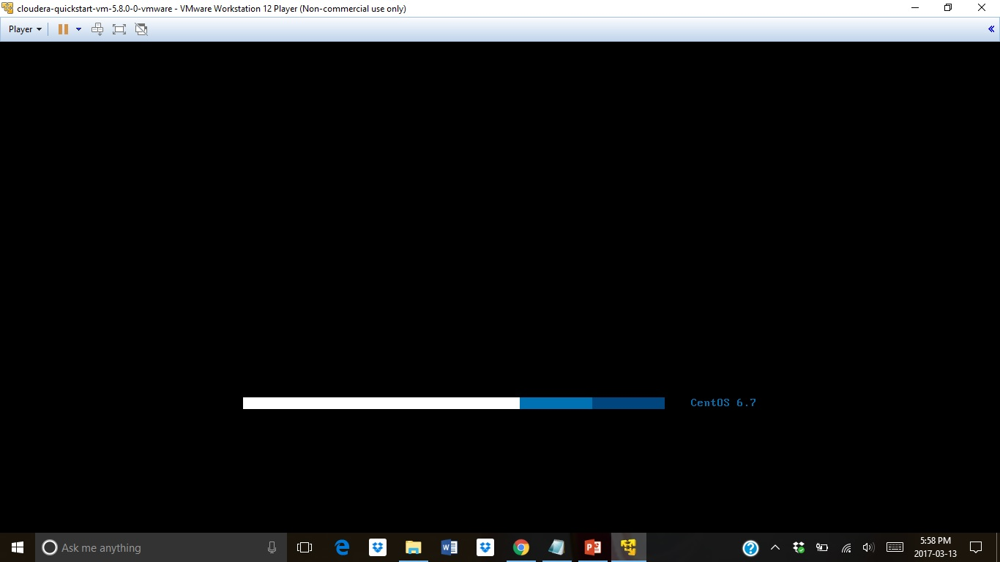 cloudera-quickstart-vm-5.8.0-0-vmware - VMware Workstation 12 Player (Non-commercial use only)
Player
CentOS 6.7
Ask me anything
5:58 PM
2017-03-13